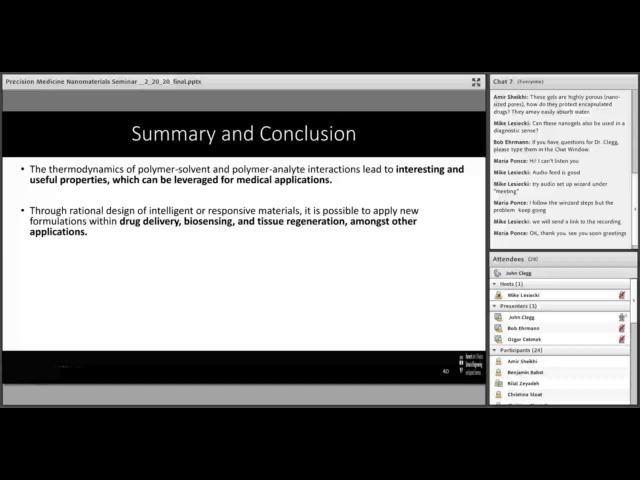 Precision Medicine Nanomaterials Seminar __2_20_20_final.pptx
Summary and Conclusion
• The thermodynamics of polymer-solvent and polymer-analyte interactions lead to interesting and
useful properties, which can be leveraged for medical applications.
• Through rational design of intelligent or responsive materials, it is possible to apply new
formulations within drug delivery, biosensing, and tissue regeneration, amongst other
applications.
40
Chat 7 (Everyone)
Amir Sheikhi: These gels are highly porous (nano-
sized pores), how do they protect encapsulated
drugs? They amay easily absorb water.
Mike Lesiecki: Can these nanogels also be used in a
diagnostic sense?
Bob Ehrmann: If you have questions for Dr. Clegg,
please type them in the Chat Window.
Maria Ponce: Hi! I can't listen you
Mike Lesiecki: Audio feed is good
Mike Lesiecki: try audio set up wizard under
"meeting"
Maria Ponce: I follow the winzard steps but the
problem keep going
Mike Lesiecki: we will send a link to the recording
Maria Ponce: OK, thank you, see you soon greetings
Attendees (28)
John Clegg
Hosts (1)
Mike Lesiecki
Presenters (3)
John Clegg
Bob Ehrmann
Ozgur Cakmak
Participants (24)
Amir Sheikhi
Benjamin Babst
Bilal Zeyadeh
Christina Sloat